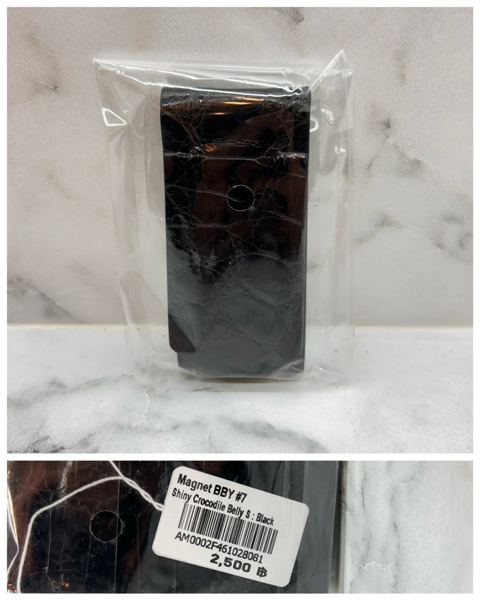 Magnet BBY #7
Shiny Crocodile Belly S : Black
AM0002F461028081
2,500 ฿